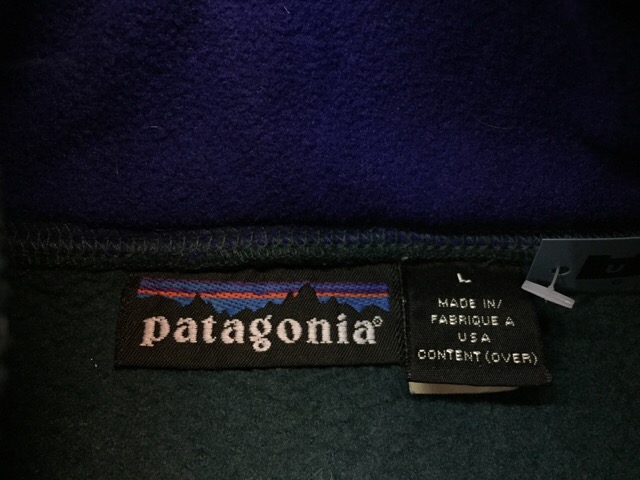 patagonia®
L
MADE IN/
FABRIQUE A
USA
CONTENT (OVER)